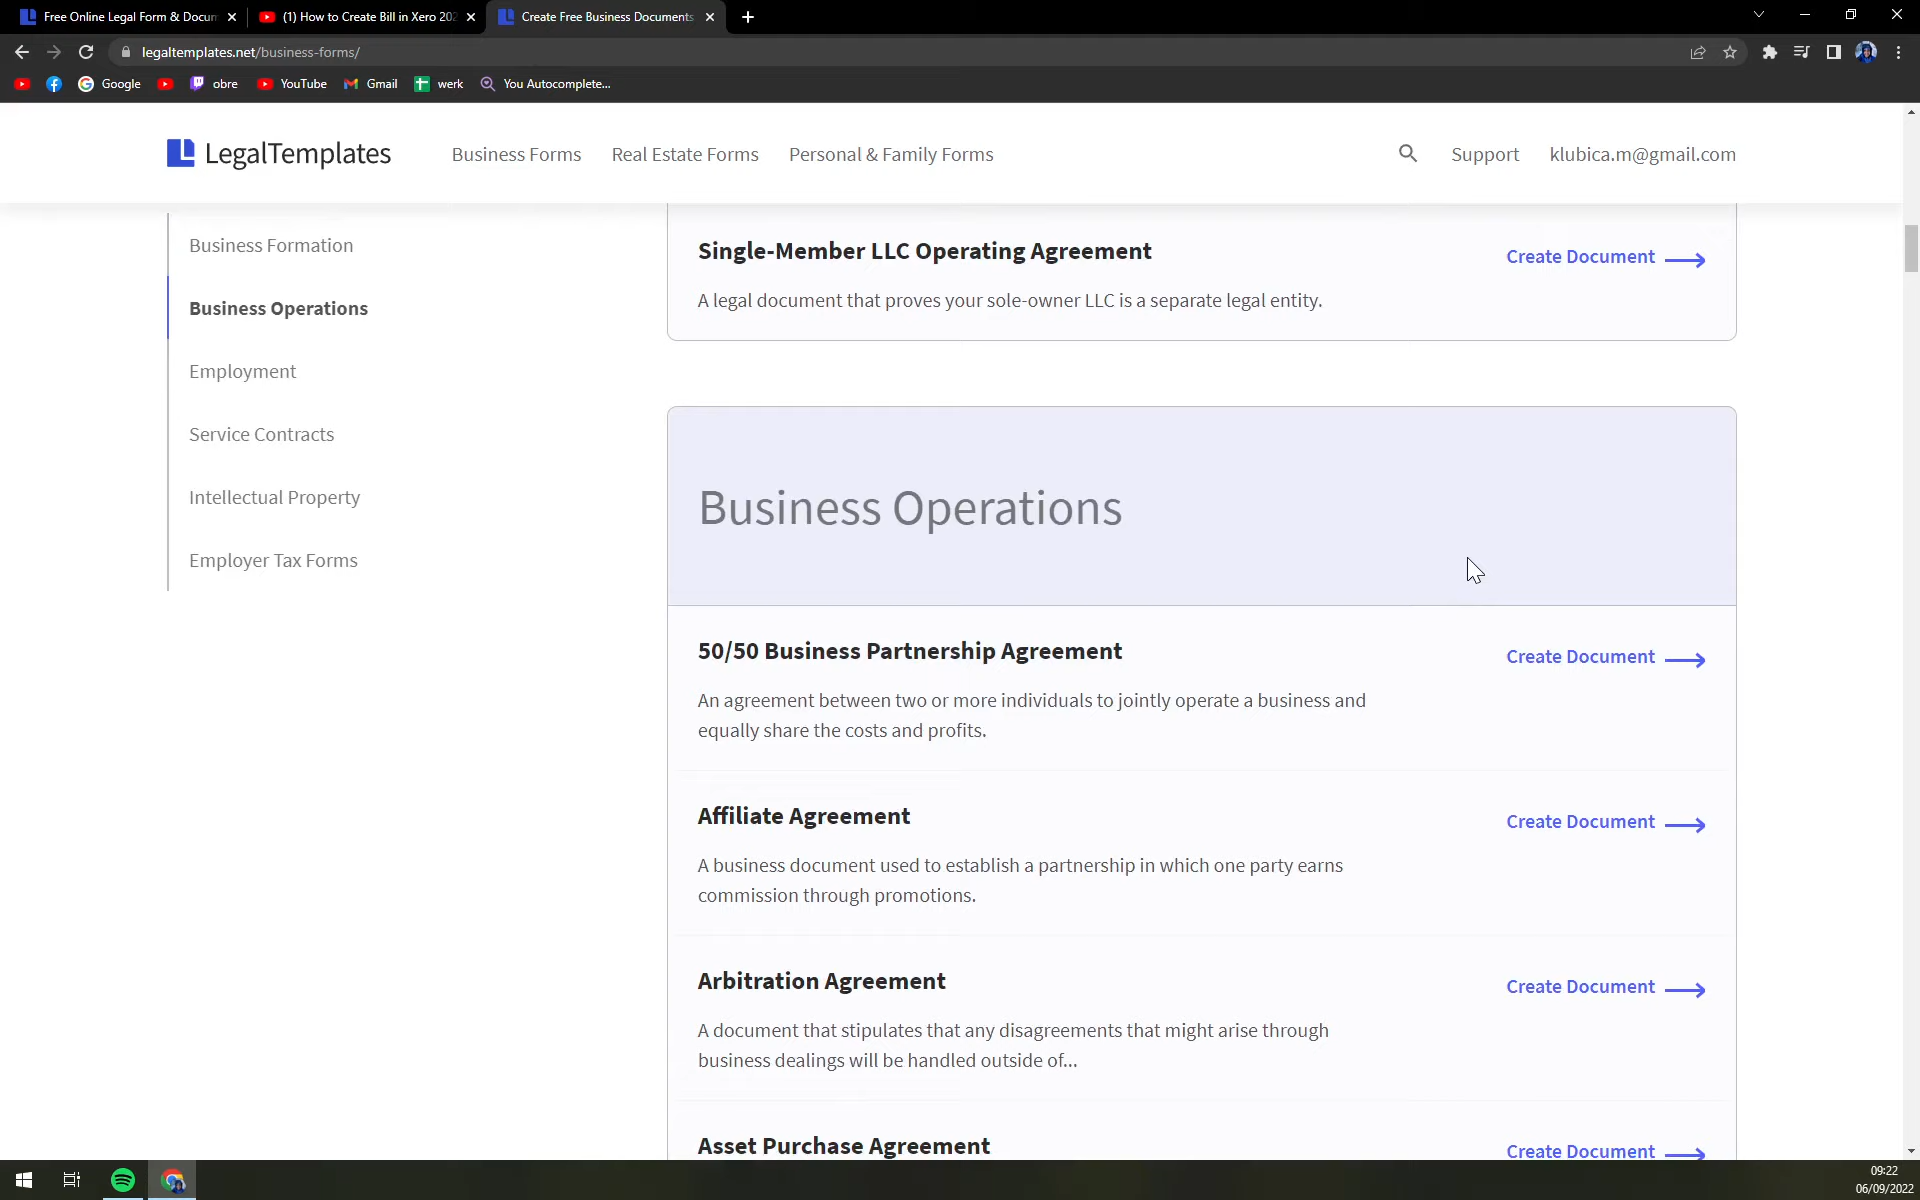 Free Online Legal Form & Docum
(1) How to Create Bill in Xero 202
Create Free Business Documents
legaltemplates.net/business-forms/
Google
obre
YouTube
Gmail
werk
You Autocomplete...
LegalTemplates
Business Forms
Real Estate Forms
Personal & Family Forms
Support
klubica.m@gmail.com
Business Formation
Business Operations
Employment
Service Contracts
Intellectual Property
Employer Tax Forms
Single-Member LLC Operating Agreement
Create Document
A legal document that proves your sole-owner LLC is a separate legal entity.
Business Operations
50/50 Business Partnership Agreement
Create Document
An agreement between two or more individuals to jointly operate a business and
equally share the costs and profits.
Affiliate Agreement
Create Document
A business document used to establish a partnership in which one party earns
commission through promotions.
Arbitration Agreement
Create Document
A document that stipulates that any disagreements that might arise through
business dealings will be handled outside of...
Asset Purchase Agreement
Create Document
09:22
06/09/2022